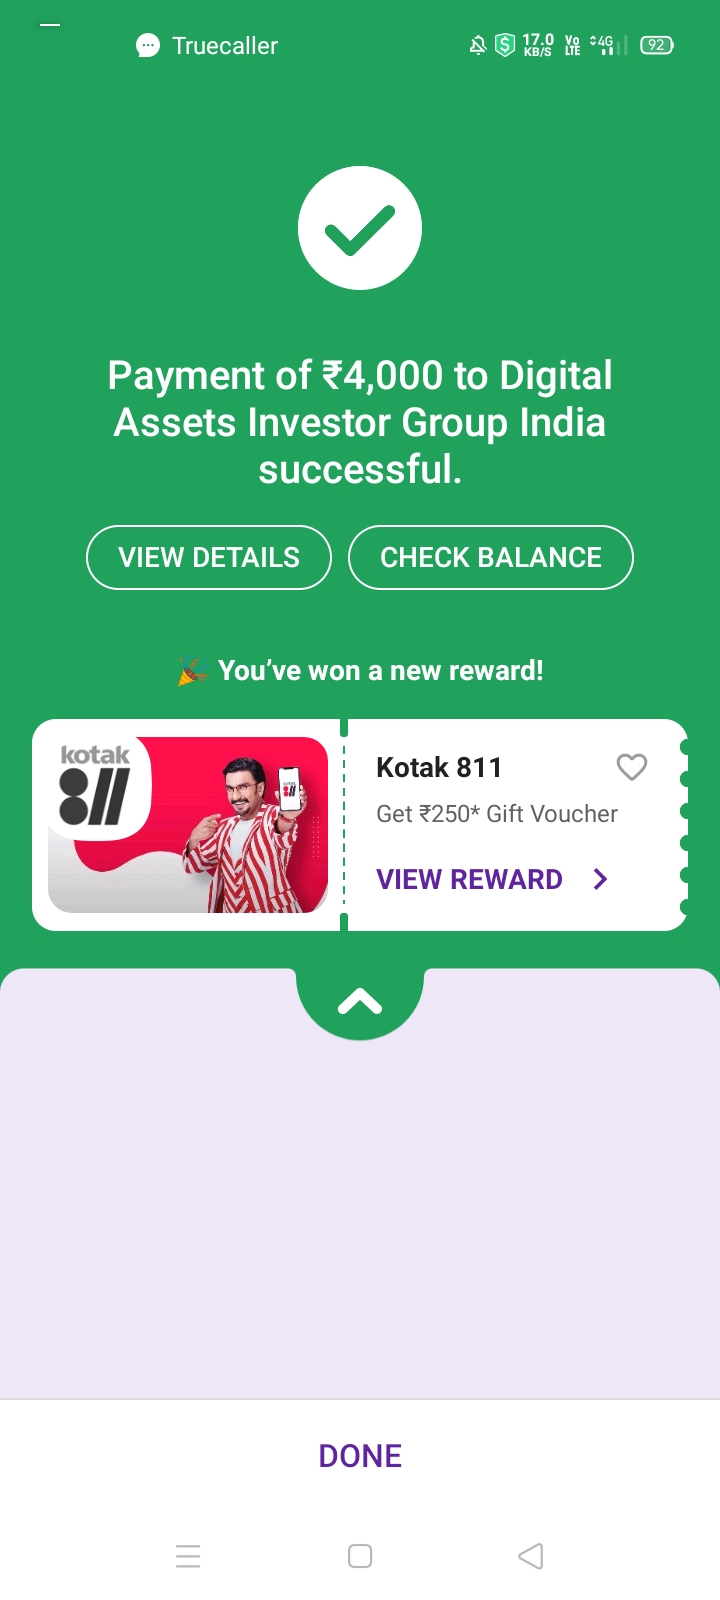 Truecaller
17.0
KB/S
Vo
LTE
4G
92
Payment of ₹4,000 to Digital
Assets Investor Group India
successful.
VIEW DETAILS
CHECK BALANCE
🎉 You’ve won a new reward!
kotak
811
Kotak 811
Get ₹250* Gift Voucher
VIEW REWARD
DONE